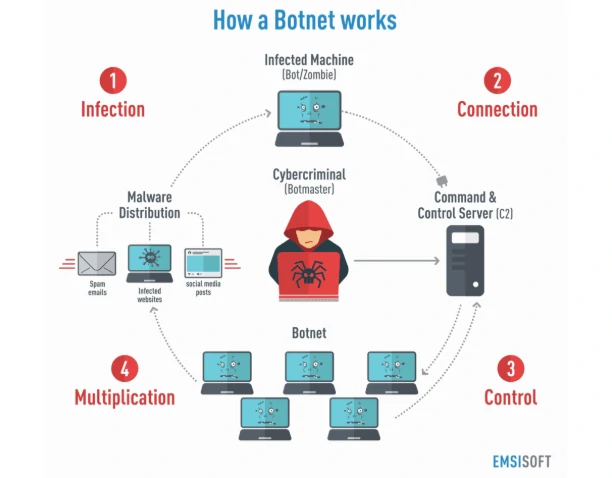 How a Botnet works
1
Infection
Infected Machine
(Bot/Zombie)
2
Connection
Malware
Distribution
Spam
emails
Infected
websites
social media
posts
Cybercriminal
(Botmaster)
Command &
Control Server (C2)
Botnet
4
Multiplication
3
Control
EMSISOFT